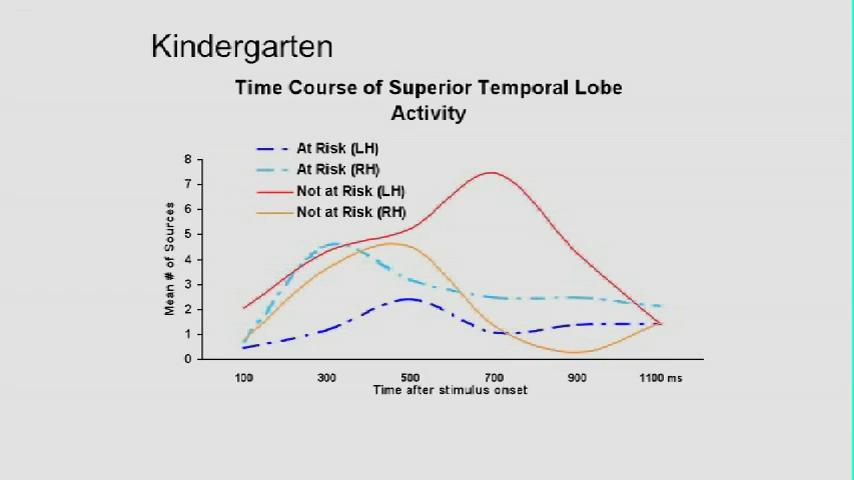 Kindergarten
Time Course of Superior Temporal Lobe
Activity
At Risk (LH)
At Risk (RH)
Not at Risk (LH)
Not at Risk (RH)
Mean # of Sources
8
7
6
5
4
3
2
1
0
100 300 500 700 900 1100 ms
Time after stimulus onset